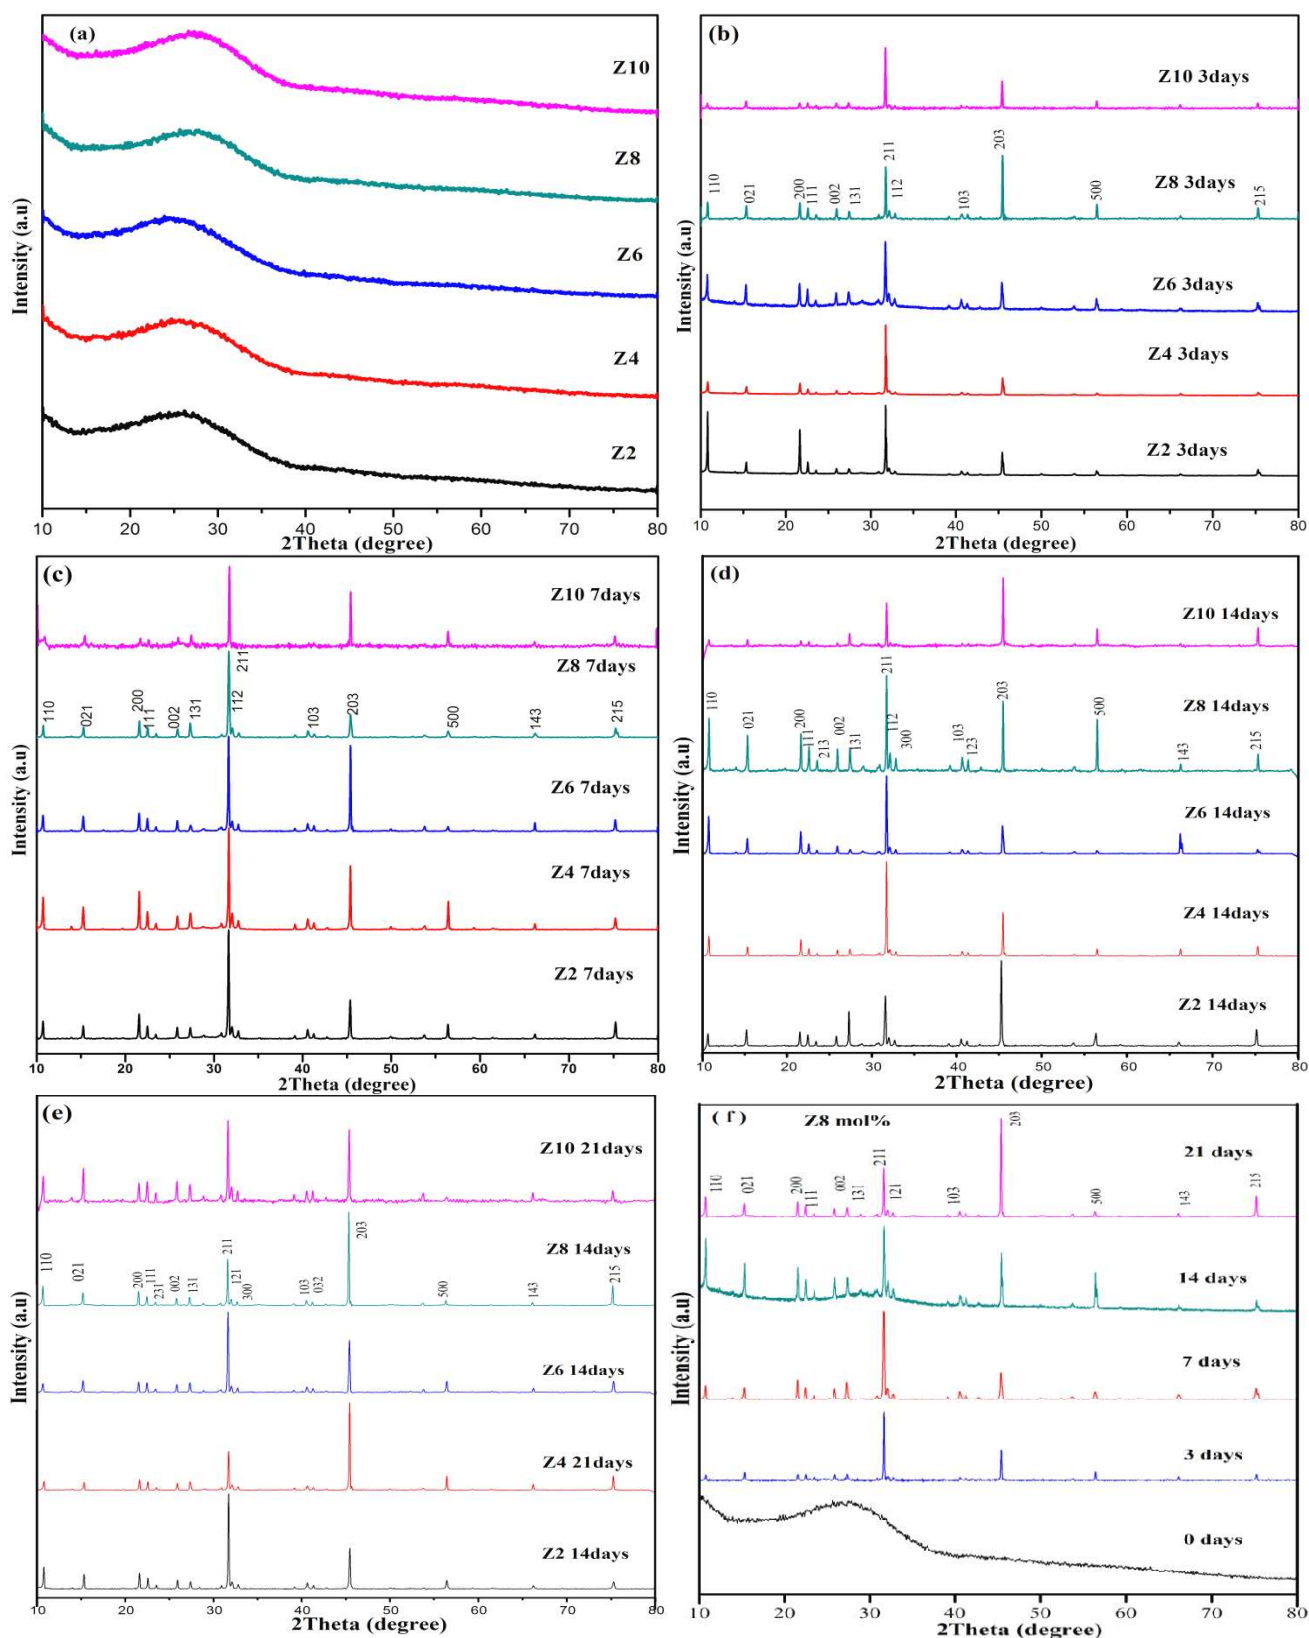 (a)
Z10
Z8
Z6
Z4
Z2
Intensity (a.u)
10 20 30 40 50 60 70 80
2Theta (degree)
(b)
Z10 3days
203
211
110 021 200 111 002 131 112 103 500 215
Z8 3days
Z6 3days
Z4 3days
Z2 3days
Intensity (a.u)
10 20 30 40 50 60 70 80
2Theta (degree)
(c)
Z10 7days
211
Z8 7days
110 021 200 111 002 131 112 103 203 500 143 215
Z6 7days
Z4 7days
Z2 7days
Intensity (a.u)
10 20 30 40 50 60 70 80
2Theta (degree)
(d)
Z10 14days
211
203
Z8 14days
110 021 200 111 213 002 131 112 300 103 123 500 143 215
Z6 14days
Z4 14days
Z2 14days
Intensity (a.u)
10 20 30 40 50 60 70 80
2Theta (degree)
(e)
Z10 21days
203
211
Z8 14days
110 021 200 111 231 002 131 121 300 103 032 500 143 215
Z6 14days
Z4 21days
Z2 14days
Intensity (a.u)
10 20 30 40 50 60 70 80
2Theta (degree)
(f)
Z8 mol%
203
21 days
211
110 021 200 111 002 131 121 103 500 143 215
14 days
7 days
3 days
0 days
Intensity (a.u)
10 20 30 40 50 60 70 80
2Theta (degree)